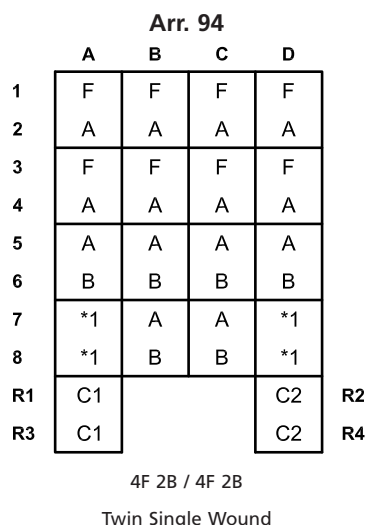 Arr. 94
A B C D
1 F F F F
2 A A A A
3 F F F F
4 A A A A
5 A A A A
6 B B B B
7 *1 A A *1
8 *1 B B *1
R1 C1 C2 R2
R3 C1 C2 R4
4F 2B / 4F 2B
Twin Single Wound